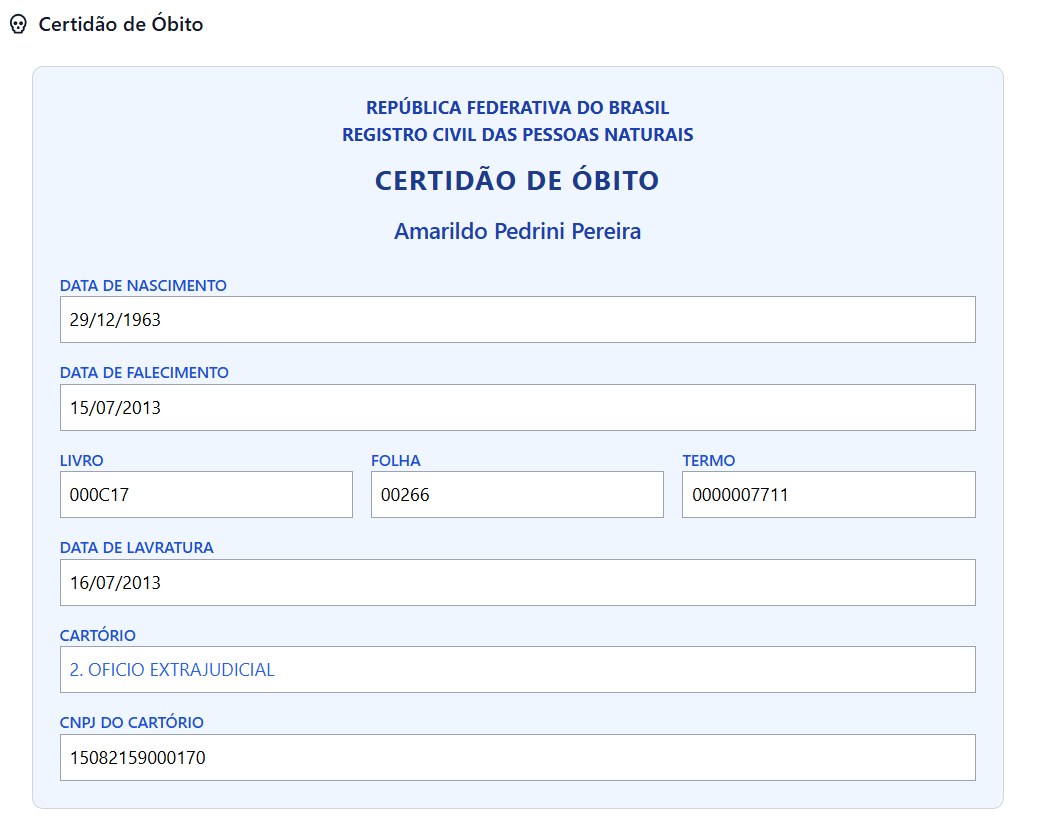 Certidão de Óbito
REPÚBLICA FEDERATIVA DO BRASIL
REGISTRO CIVIL DAS PESSOAS NATURAIS
CERTIDÃO DE ÓBITO
Amarildo Pedrini Pereira
DATA DE NASCIMENTO
29/12/1963
DATA DE FALECIMENTO
15/07/2013
LIVRO FOLHA TERMO
000C17 00266 0000007711
DATA DE LAVRATURA
16/07/2013
CARTÓRIO
2. OFICIO EXTRAJUDICIAL
CNPJ DO CARTÓRIO
15082159000170